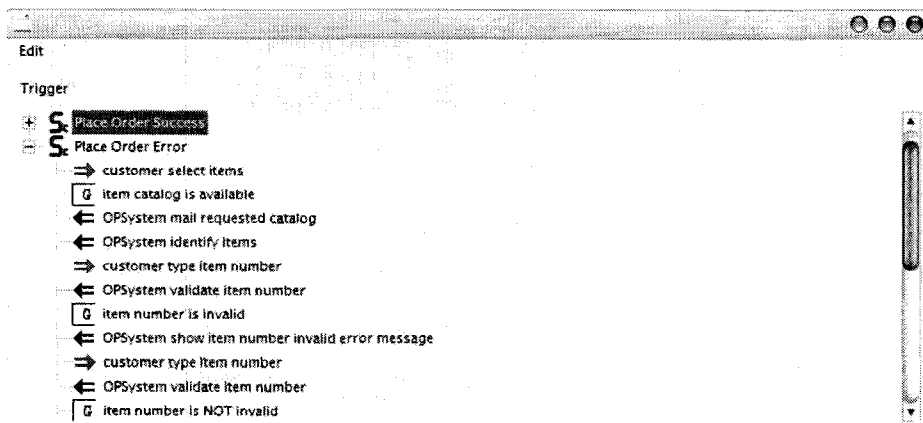 Edit
Trigger
Place Order Success
Place Order Error
customer select items
G item catalog is available
OPSystem mail requested catalog
OPSystem identify items
customer type item number
OPSystem validate item number
G item number is invalid
OPSystem show item number invalid error message
customer type item number
OPSystem validate item number
G item number is NOT invalid